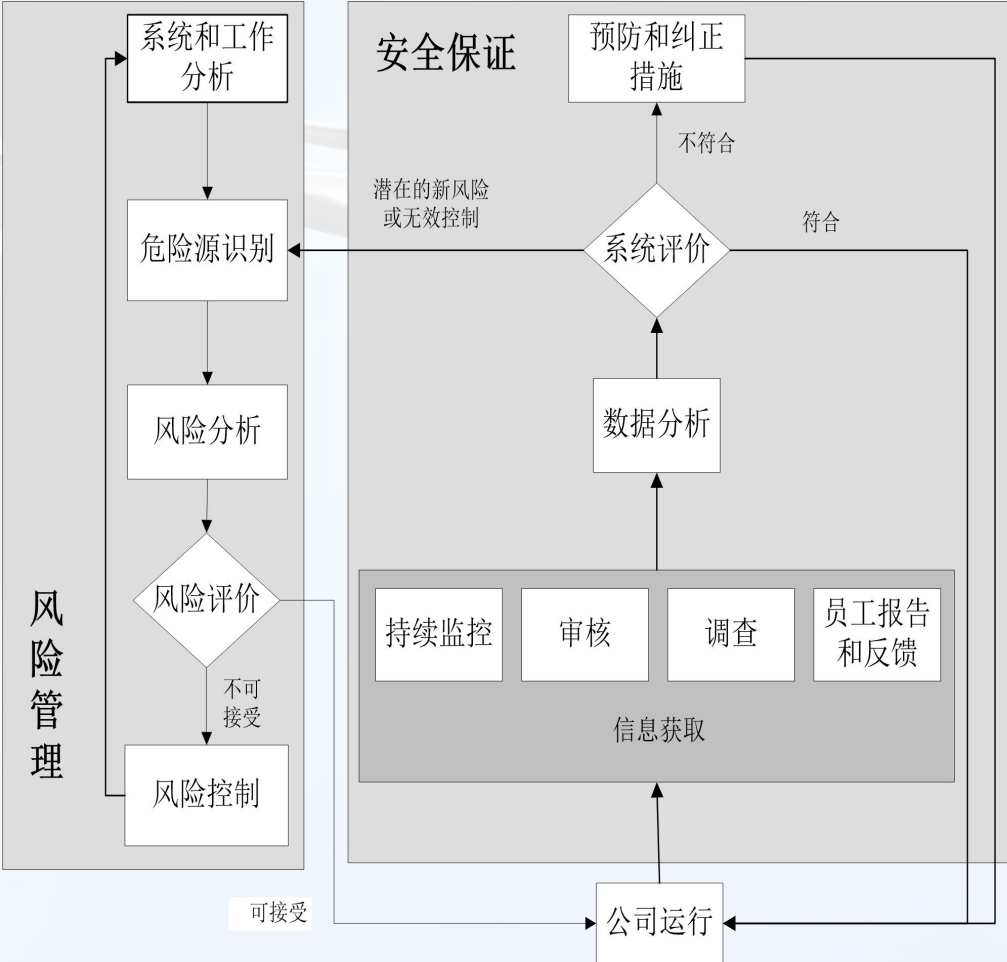 系统和工作
分析
危险源识别
风险分析
风险评价
不可
接受
风险控制
风
险
管
理
可接受
安全保证
预防和纠正
措施
不符合
潜在的新风险
或无效控制
系统评价
符合
数据分析
持续监控
审核
调查
员工报告
和反馈
信息获取
公司运行